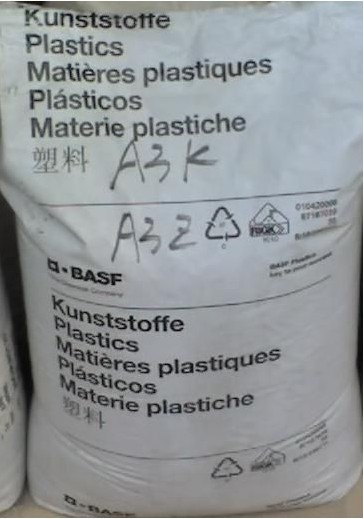 Kunststoffe
Plastics
Matières plastiques
Plásticos
Materie plastiche
塑料
A3K
A3Z
BASF
Kunststoffe
Plastics
Matières plastiques
Plásticos
Materie plastiche
塑料
BASF